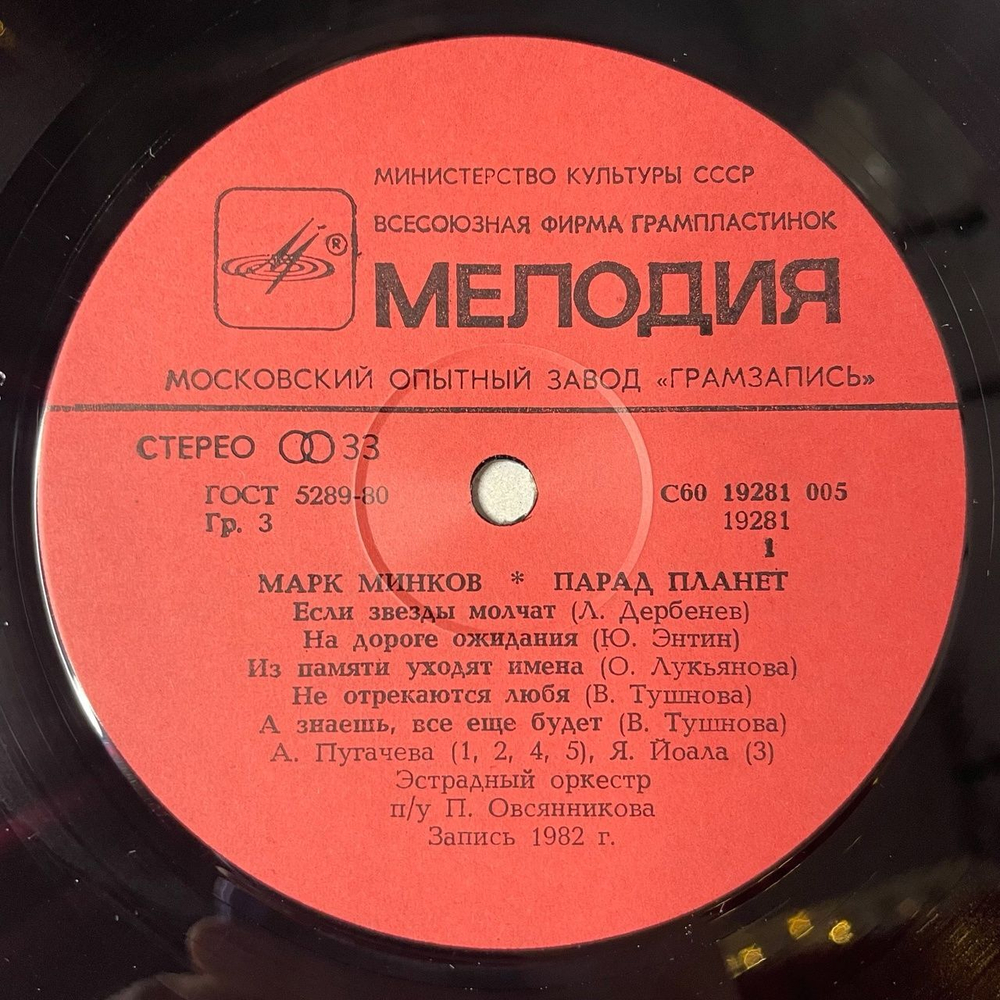 МИНИСТЕРСТВО КУЛЬТУРЫ СССР
ВСЕСОЮЗНАЯ ФИРМА ГРАМПЛАСТИНОК
®
МЕЛОДИЯ
МОСКОВСКИЙ ОПЫТНЫЙ ЗАВОД «ГРАМЗАПИСЬ»
СТЕРЕО 33
ГОСТ 5289-80 С60 19281 005
Гр. 3 19281
1
МАРК МИНКОВ * ПАРАД ПЛАНЕТ
Если звезды молчат (Л. Дербенев)
На дороге ожидания (Ю. Энтин)
Из памяти уходят имена (О. Лукьянова)
Не отрекаются любя (В. Тушнова)
А знаешь, все еще будет (В. Тушнова)
А. Пугачева (1, 2, 4, 5), Я. Йоала (3)
Эстрадный оркестр
п/у П. Овсянникова
Запись 1982 г.